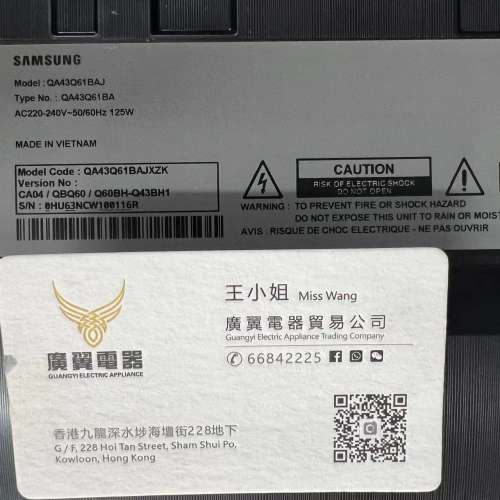 SAMSUNG
Model : QA43Q61BAJ
Type No. : QA43Q61BA
AC220-240V~50/60Hz 125W
MADE IN VIETNAM
Model Code : QA43Q61BAJXZK
Version No :
CA04 / QBQ60 / Q60BH-Q43BH1
S/N : 0HU63NCW100116R
CAUTION
RISK OF ELECTRIC SHOCK
DO NOT OPEN
WARNING : TO PREVENT FIRE OR SHOCK HAZARD
DO NOT EXPOSE THIS UNIT TO RAIN OR MOIST
AVIS : RISQUE DE CHOC ELECTRIQUE - NE PAS OUVRIR
廣翼電器
GUANGYI ELECTRIC APPLIANCE
王小姐 Miss Wang
廣翼電器貿易公司
Guangyi Electric Appliance Trading Company
66842225
香港九龍深水埗海壇街228地下
G / F, 228 Hoi Tan Street, Sham Shui Po,
Kowloon, Hong Kong